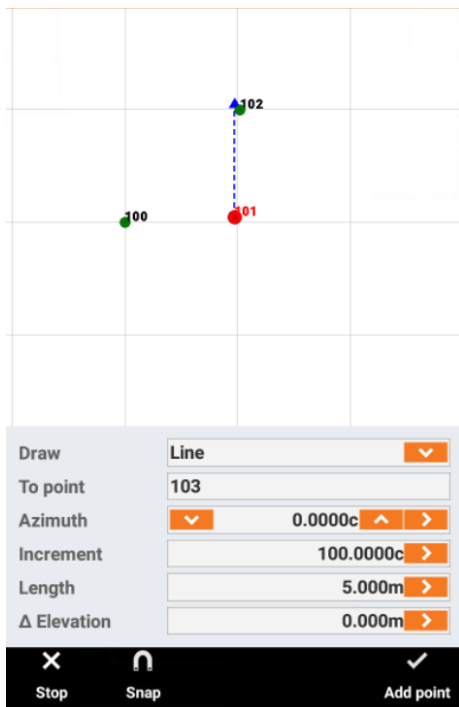 102
100
101
Draw Line
To point 103
Azimuth 0.0000c
Increment 100.0000c
Length 5.000m
Δ Elevation 0.000m
Stop Snap Add point